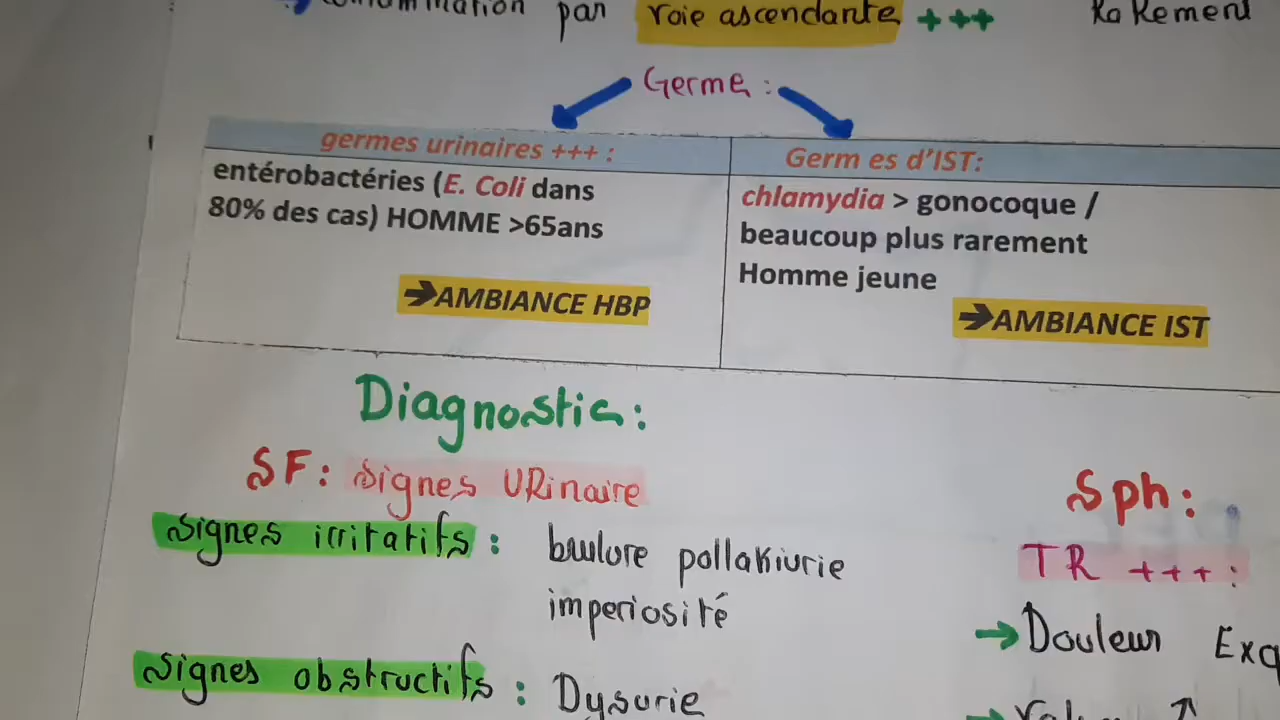 par voie ascendante +++ Rarement
Germe :
germes urinaires +++ :
entérobactéries (E. Coli dans
80% des cas) HOMME >65ans
➔AMBIANCE HBP
Germ es d’IST:
chlamydia > gonocoque /
beaucoup plus rarement
Homme jeune
➔AMBIANCE IST
Diagnostic :
SF : signes URinaire
signes irritatifs : brulure pollakiurie
imperiosité
signes obstructifs : Dysurie
Sph :
TR +++ :
→ Douleur
→ ↑